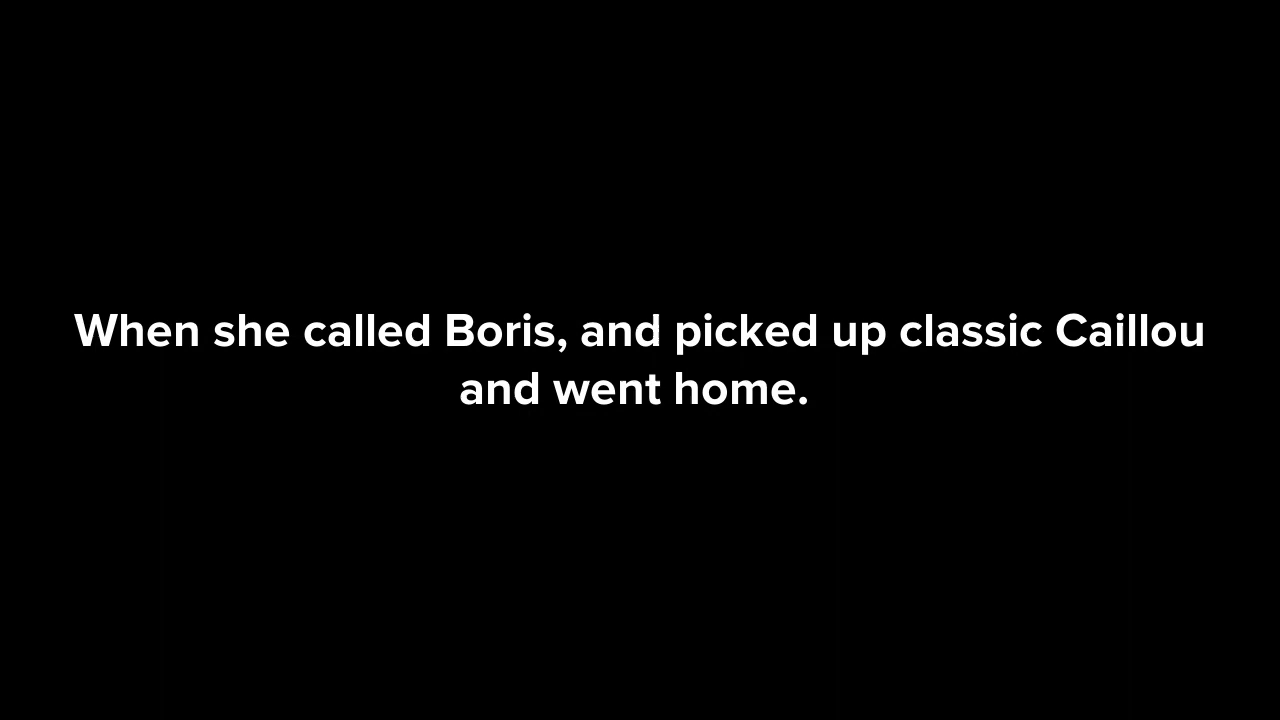 When she called Boris, and picked up classic Caillou
and went home.